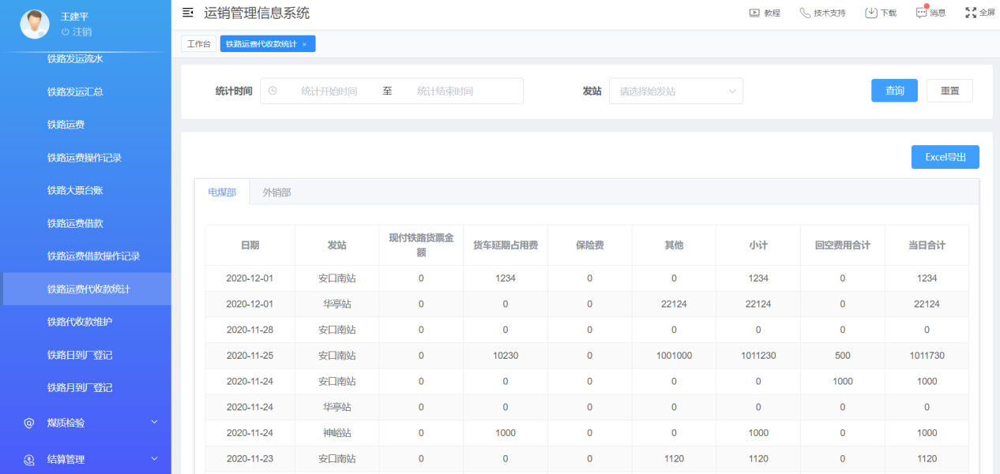 王建平
注销
铁路发运流水
铁路发运汇总
铁路运费
铁路运费操作记录
铁路大票台账
铁路运费借款
铁路运费借款操作记录
铁路运费代收款统计
铁路代收款维护
铁路日到厂登记
铁路月到厂登记
煤质检验
结算管理
运销管理信息系统
教程 技术支持 下载 消息 全屏
工作台 铁路运费代收款统计 ×
统计时间 统计开始时间 至 统计结束时间 发站 请选择始发站 查询 重置
Excel导出
电煤部 外销部
日期 发站 现付铁路货票金额 货车延期占用费 保险费 其他 小计 回空费用合计 当日合计
2020-12-01 安口南站 0 1234 0 0 1234 0 1234
2020-12-01 华亭站 0 0 0 22124 22124 0 22124
2020-11-28 安口南站 0 0 0 0 0 0 0
2020-11-25 安口南站 0 10230 0 1001000 1011230 500 1011730
2020-11-24 安口南站 0 0 0 0 0 1000 1000
2020-11-24 华亭站 0 0 0 0 0 0 0
2020-11-24 神峪站 0 1000 0 0 1000 0 1000
2020-11-23 安口南站 0 0 0 1120 1120 0 1120